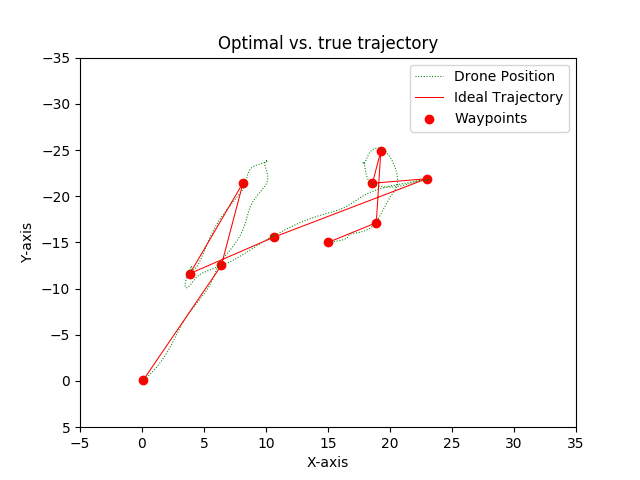 Optimal vs. true trajectory
Drone Position
Ideal Trajectory
Waypoints
Y-axis
−35
−30
−25
−20
−15
−10
−5
0
5
−5 0 5 10 15 20 25 30 35
X-axis